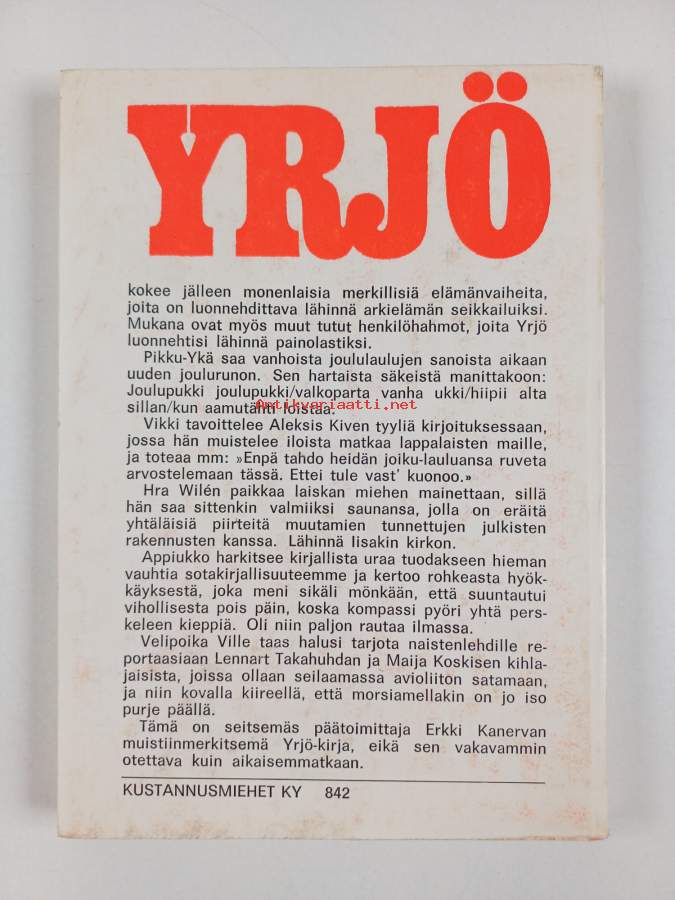 YRJÖ
kokee jälleen monenlaisia merkillisiä elämänvaiheita,
joita on luonnehdittava lähinnä arkielämän seikkailuiksi.
Mukana ovat myös muut tutut henkilöhahmot, joita Yrjö
luonnehtisi lähinnä painolastiksi.
Pikku-Ykä saa vanhoista joululaulujen sanoista aikaan
uuden joulurunon. Sen hartaista säkeistä manittakoon:
Joulupukki joulupukki/valkoparta vanha ukki/hiipii alta
sillan/kun aamutähti loistaa.
Antikvariaatti.net
Vikki tavoittelee Aleksis Kiven tyyliä kirjoituksessaan,
jossa hän muistelee iloista matkaa lappalaisten maille,
ja toteaa mm: »Enpä tahdo heidän joiku-lauluansa ruveta
arvostelemaan tässä. Ettei tule vast' kuonoo.»
Hra Wilén paikkaa laiskan miehen mainettaan, sillä
hän saa sittenkin valmiiksi saunansa, jolla on eräitä
yhtäläisiä piirteitä muutamien tunnettujen julkisten
rakennusten kanssa. Lähinnä Iisakin kirkon.
Appiukko harkitsee kirjallista uraa tuodakseen hieman
vauhtia sotakirjallisuuteemme ja kertoo rohkeasta hyök-
käyksestä, joka meni sikäli mönkään, että suuntautui
vihollisesta pois päin, koska kompassi pyöri yhtä pers-
keleen kieppiä. Oli niin paljon rautaa ilmassa.
Velipoika Ville taas halusi tarjota naistenlehdille re-
portaasiaan Lennart Takahuhdan ja Maija Koskisen kihla-
jaisista, joissa ollaan seilaamassa avioliiton satamaan,
ja niin kovalla kiireellä, että morsiamellakin on jo iso
purje päällä.
Tämä on seitsemäs päätoimittaja Erkki Kanervan
muistiinmerkitsemä Yrjö-kirja, eikä sen vakavammin
otettava kuin aikaisemmatkaan.
KUSTANNUSMIEHET KY 842